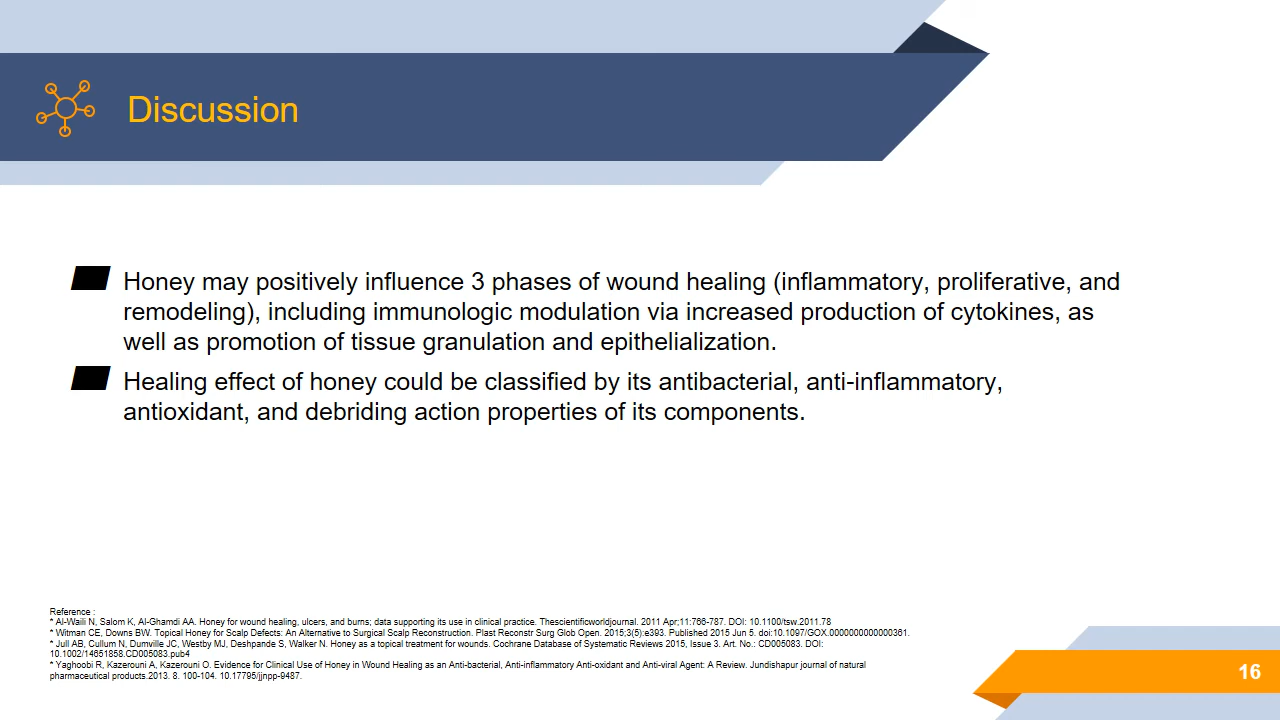 Discussion
Honey may positively influence 3 phases of wound healing (inflammatory, proliferative, and
remodeling), including immunologic modulation via increased production of cytokines, as
well as promotion of tissue granulation and epithelialization.
Healing effect of honey could be classified by its antibacterial, anti-inflammatory,
antioxidant, and debriding action properties of its components.
Reference :
* Al-Waili N, Salom K, Al-Ghamdi AA. Honey for wound healing, ulcers, and burns; data supporting its use in clinical practice. Thescientificworldjournal. 2011 Apr;11:766-787. DOI: 10.1100/tsw.2011.78
* Witman CE, Downs BW. Topical Honey for Scalp Defects: An Alternative to Surgical Scalp Reconstruction. Plast Reconstr Surg Glob Open. 2015;3(5):e393. Published 2015 Jun 5. doi:10.1097/GOX.0000000000000361.
* Jull AB, Cullum N, Dumville JC, Westby MJ, Deshpande S, Walker N. Honey as a topical treatment for wounds. Cochrane Database of Systematic Reviews 2015, Issue 3. Art. No.: CD005083. DOI:
10.1002/14651858.CD005083.pub4
* Yaghoobi R, Kazerouni A, Kazerouni O. Evidence for Clinical Use of Honey in Wound Healing as an Anti-bacterial, Anti-inflammatory Anti-oxidant and Anti-viral Agent: A Review. Jundishapur journal of natural
pharmaceutical products.2013. 8. 100-104. 10.17795/jjnpp-9487.
16